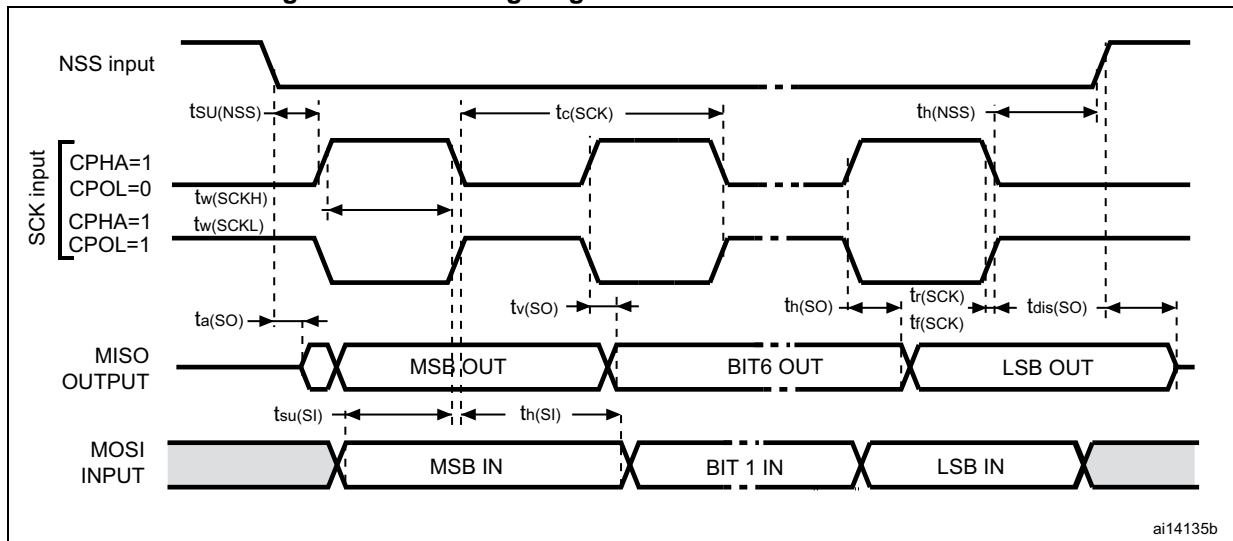 NSS input
tSU(NSS)
tc(SCK)
th(NSS)
SCK input
CPHA=1
CPOL=0
CPHA=1
CPOL=1
tw(SCKH)
tw(SCKL)
ta(SO)
tv(SO)
th(SO)
tr(SCK)
tf(SCK)
tdis(SO)
MISO
OUTPUT
MSB OUT
BIT6 OUT
LSB OUT
tsu(SI)
th(SI)
MOSI
INPUT
MSB IN
BIT 1 IN
LSB IN
ai14135b